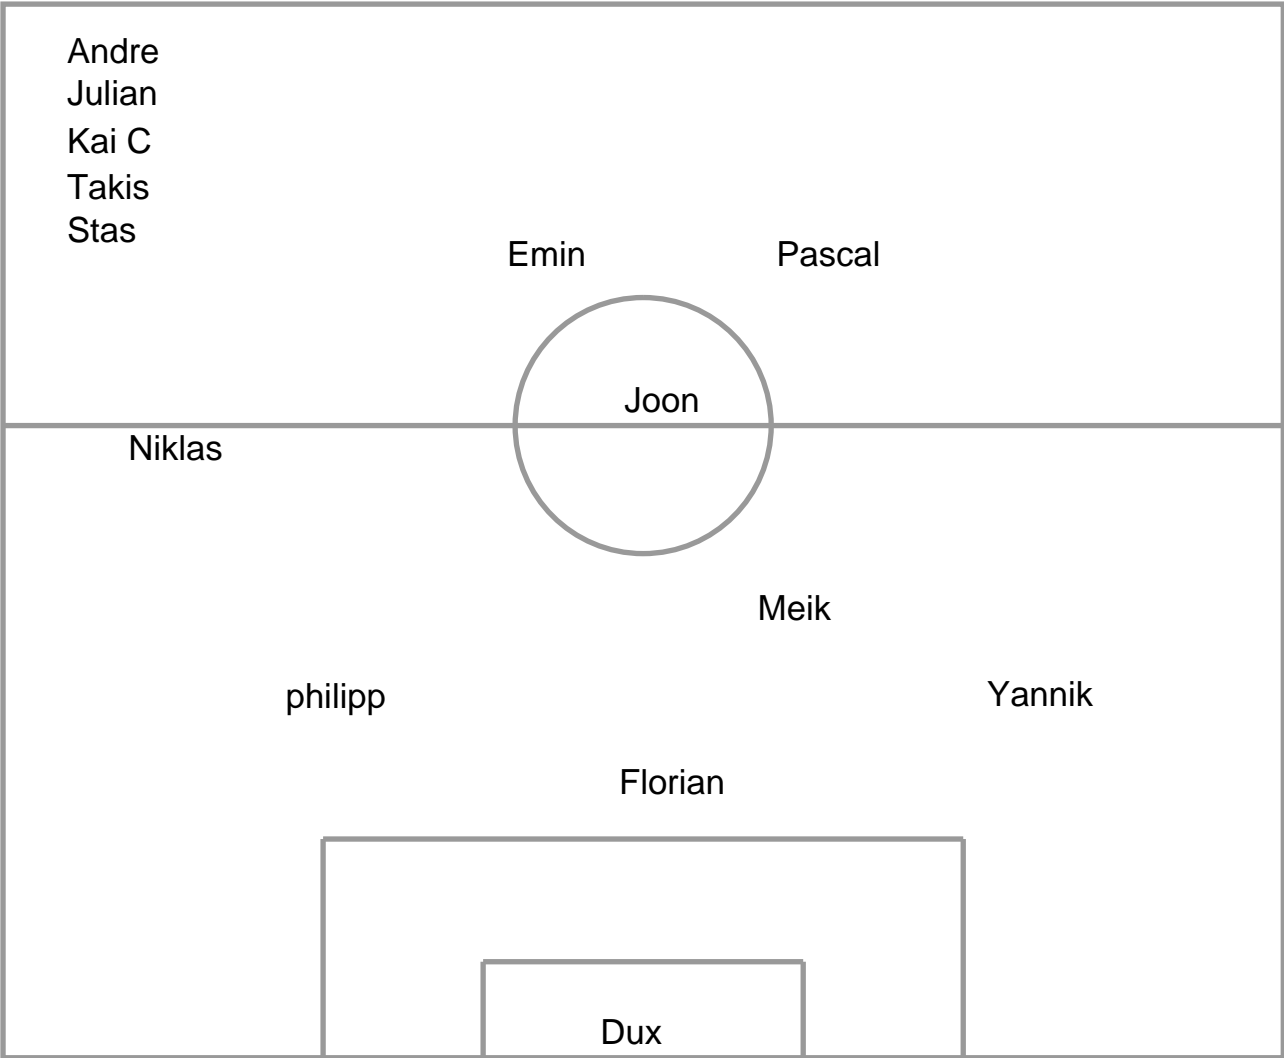 Andre
Julian
Kai C
Takis
Stas
Emin Pascal
Joon
Niklas
Meik
philipp Yannik
Florian
Dux